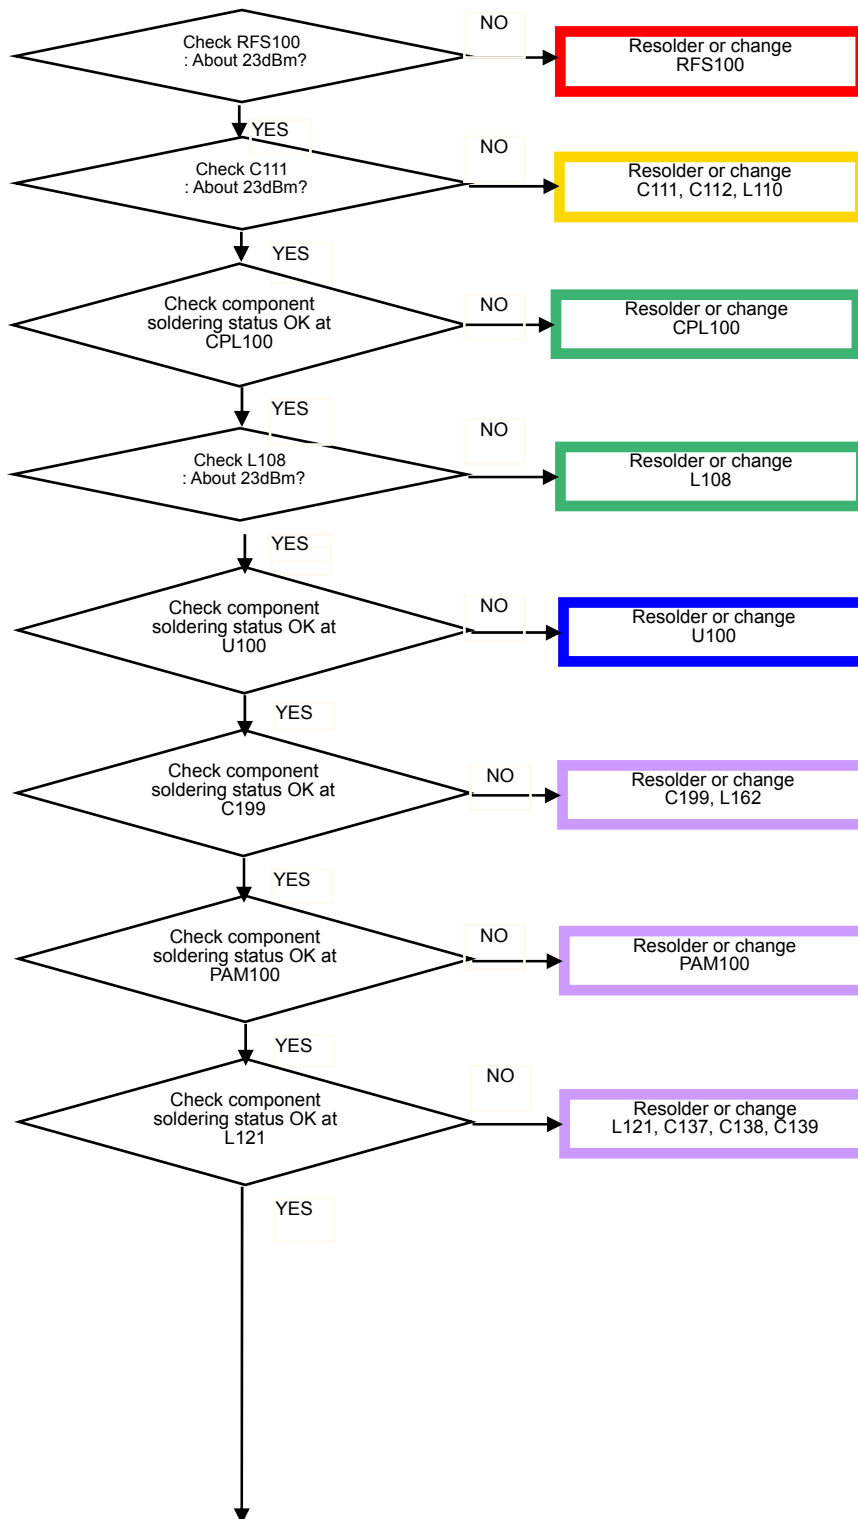 Check RFS100
: About 23dBm?
NO
Resolder or change
RFS100
YES
Check C111
: About 23dBm?
NO
Resolder or change
C111, C112, L110
YES
Check component
soldering status OK at
CPL100
NO
Resolder or change
CPL100
YES
Check L108
: About 23dBm?
NO
Resolder or change
L108
YES
Check component
soldering status OK at
U100
NO
Resolder or change
U100
YES
Check component
soldering status OK at
C199
NO
Resolder or change
C199, L162
YES
Check component
soldering status OK at
PAM100
NO
Resolder or change
PAM100
YES
Check component
soldering status OK at
L121
NO
Resolder or change
L121, C137, C138, C139
YES